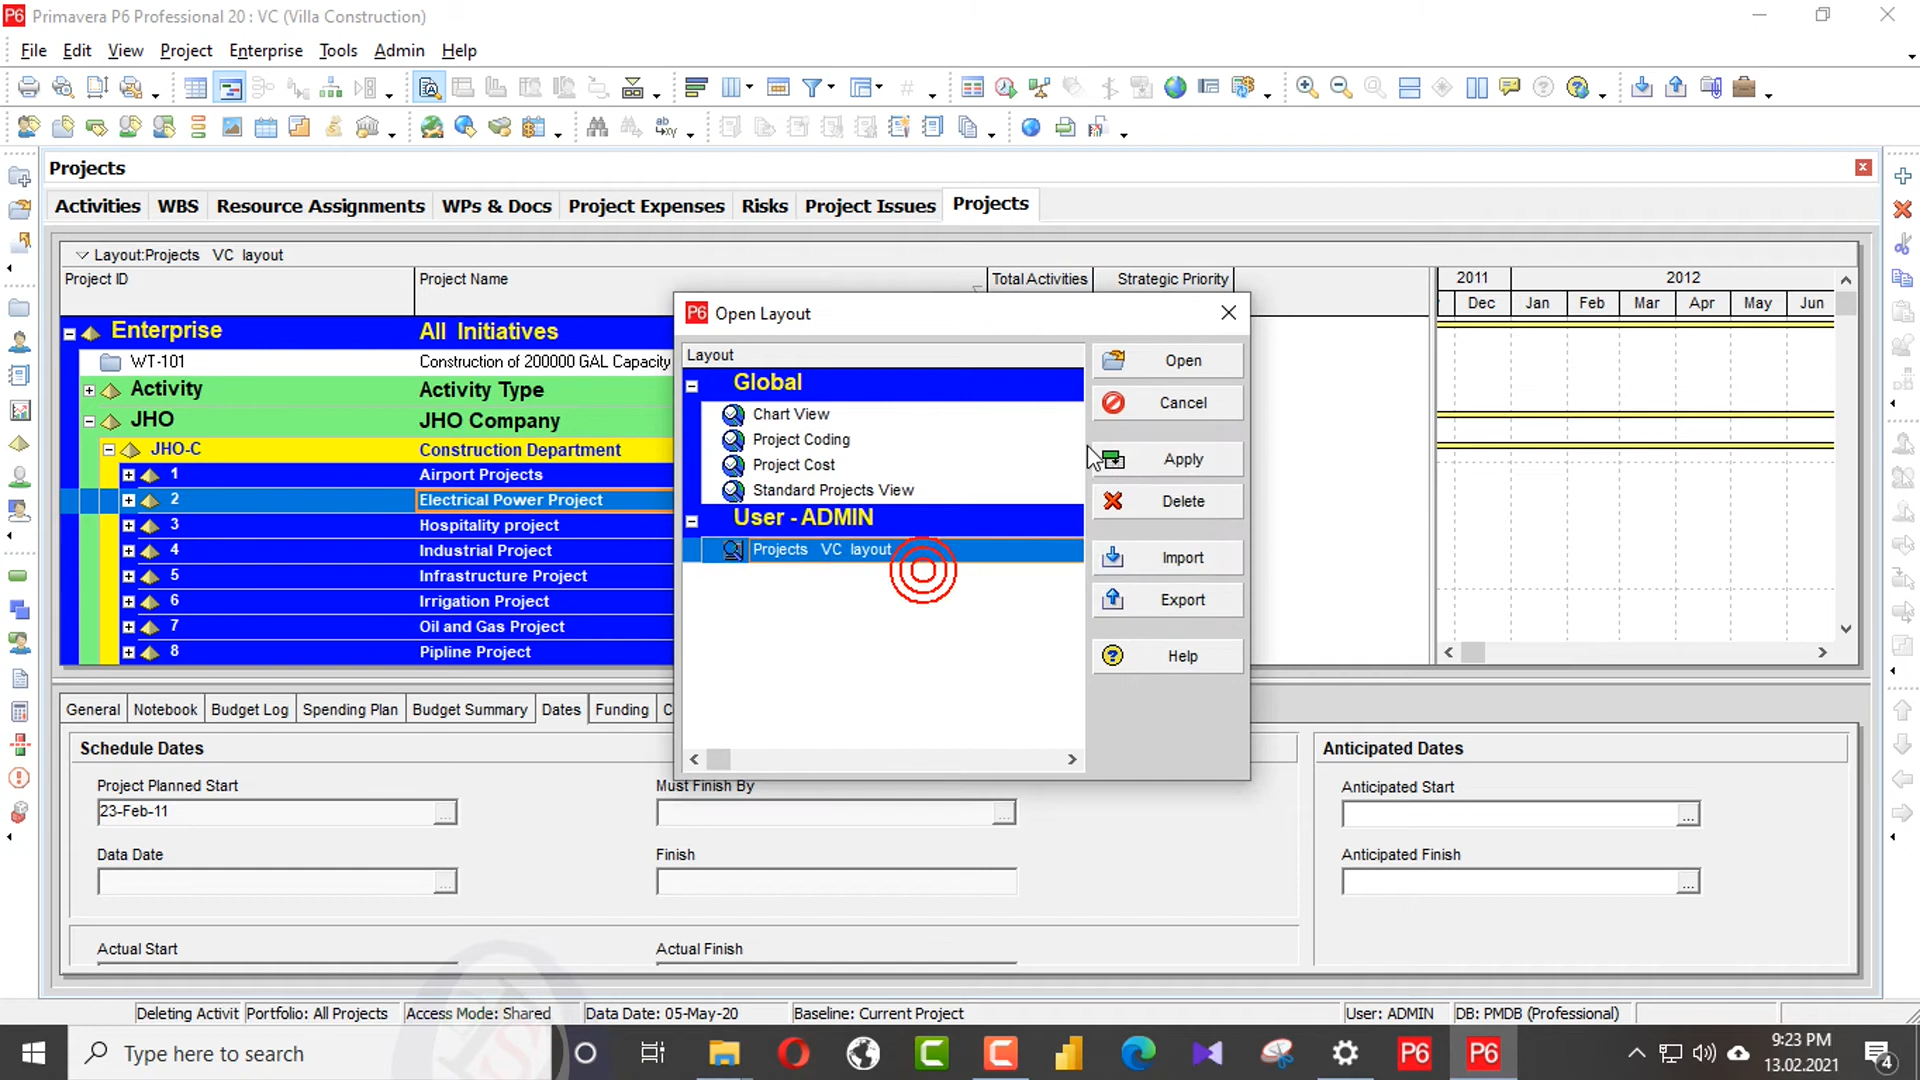 P6 Primavera P6 Professional 20 : VC (Villa Construction)
File Edit View Project Enterprise Tools Admin Help
Projects
Activities WBS Resource Assignments WPs & Docs Project Expenses Risks Project Issues Projects
Layout:Projects VC layout
Project ID Project Name Total Activities Strategic Priority
2011 2012
Dec Jan Feb Mar Apr May Jun
Enterprise All Initiatives
WT-101 Construction of 200000 GAL Capacity
Activity Activity Type
JHO JHO Company
JHO-C Construction Department
1 Airport Projects
2 Electrical Power Project
3 Hospitality project
4 Industrial Project
5 Infrastructure Project
6 Irrigation Project
7 Oil and Gas Project
8 Pipline Project
P6 Open Layout
Layout
Global
Chart View
Project Coding
Project Cost
Standard Projects View
User - ADMIN
Projects VC layout
Open
Cancel
Apply
Delete
Import
Export
Help
General Notebook Budget Log Spending Plan Budget Summary Dates Funding
Schedule Dates
Project Planned Start
23-Feb-11
Must Finish By
Data Date
Finish
Actual Start
Actual Finish
Anticipated Dates
Anticipated Start
Anticipated Finish
Deleting Activit Portfolio: All Projects Access Mode: Shared Data Date: 05-May-20 Baseline: Current Project User: ADMIN DB: PMDB (Professional)
Type here to search
P6 P6
9:23 PM
13.02.2021
4